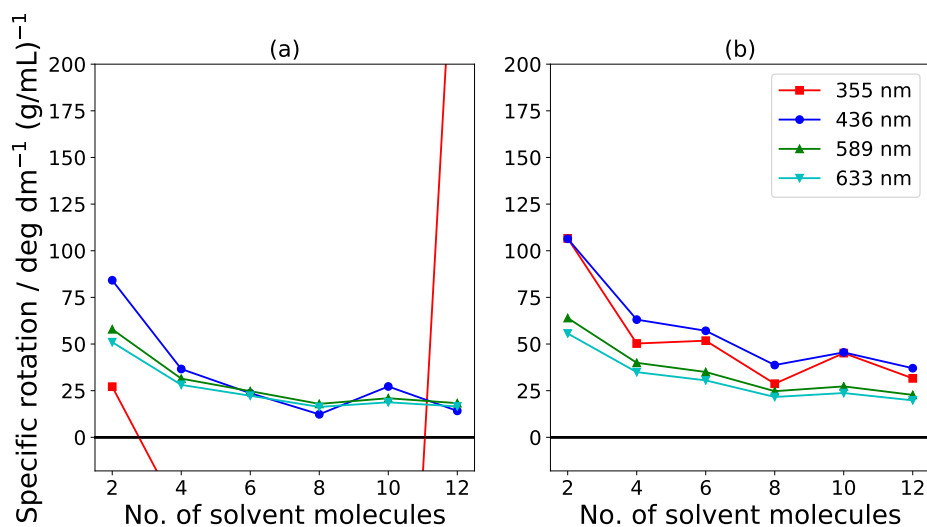 (a)
(b)
Specific rotation / deg dm⁻¹ (g/mL)⁻¹
200
175
150
125
100
75
50
25
0
2 4 6 8 10 12
No. of solvent molecules
200
175
150
125
100
75
50
25
0
2 4 6 8 10 12
No. of solvent molecules
355 nm
436 nm
589 nm
633 nm